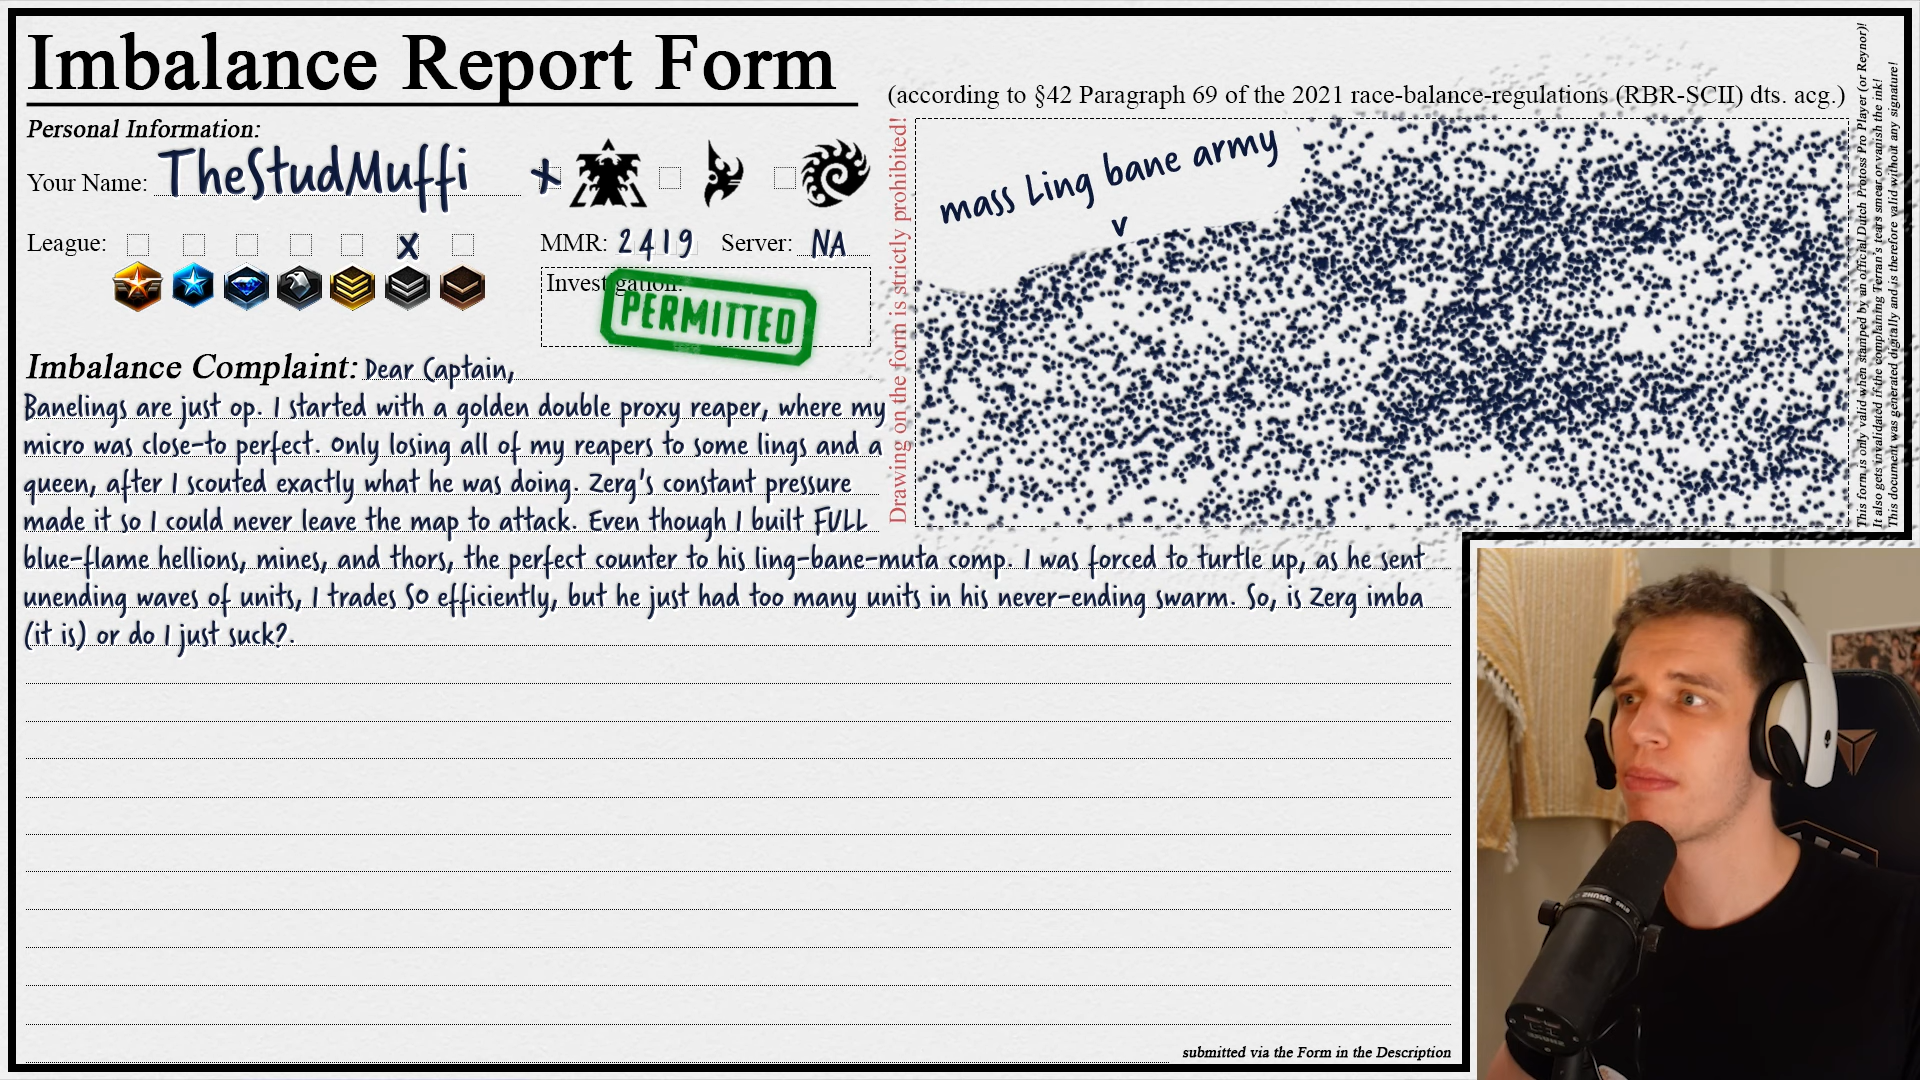 Imbalance Report Form
(according to §42 Paragraph 69 of the 2021 race-balance-regulations (RBR-SCII) dts. acg.)
Personal Information:
Your Name: TheStudMuffi
League: X
MMR: 2419 Server: NA
Investigation:
PERMITTED
Drawing on the form is strictly prohibited!
mass Ling bane army
v
This form is only valid when stamped by an official Dutch Protoss Pro Player (or Reynor)!
It also gets invalidated if the complaining Terran's tears smear or vanish the ink!
This document was generated digitally and is therefore valid without any signature!
Imbalance Complaint: Dear Captain,
Banelings are just op. I started with a golden double proxy reaper, where my
micro was close-to perfect. Only losing all of my reapers to some lings and a
queen, after I scouted exactly what he was doing. Zerg's constant pressure
made it so I could never leave the map to attack. Even though I built FULL
blue-flame hellions, mines, and thors, the perfect counter to his ling-bane-muta comp. I was forced to turtle up, as he sent
unending waves of units, I trades SO efficiently, but he just had too many units in his never-ending swarm. So, is Zerg imba
(it is) or do I just suck?.
submitted via the Form in the Description